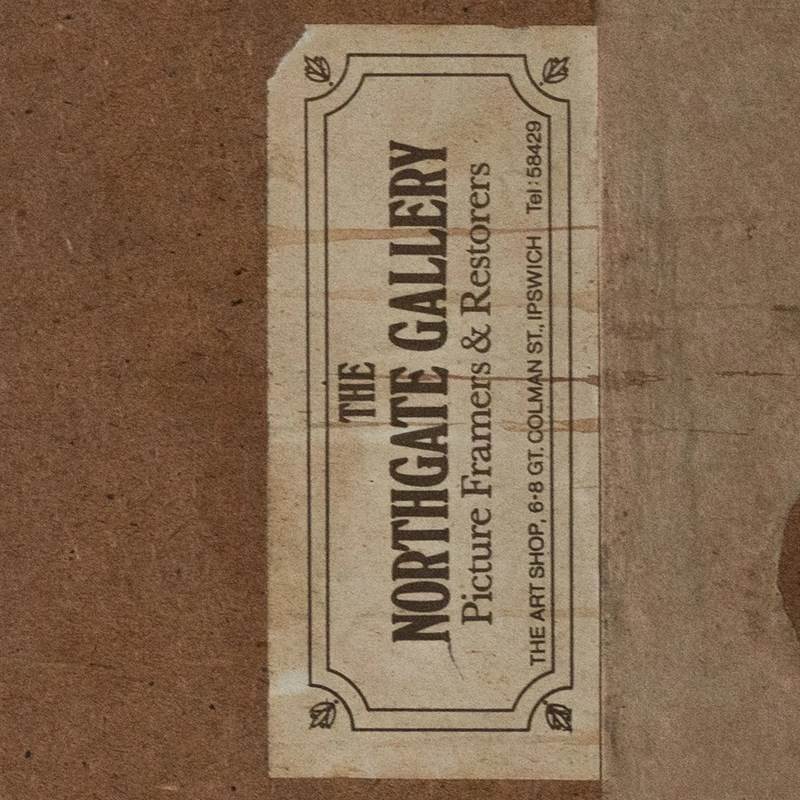 THE
NORTHGATE GALLERY
Picture Framers & Restorers
THE ART SHOP, 6-8 GT. COLMAN ST., IPSWICH Tel: 58429